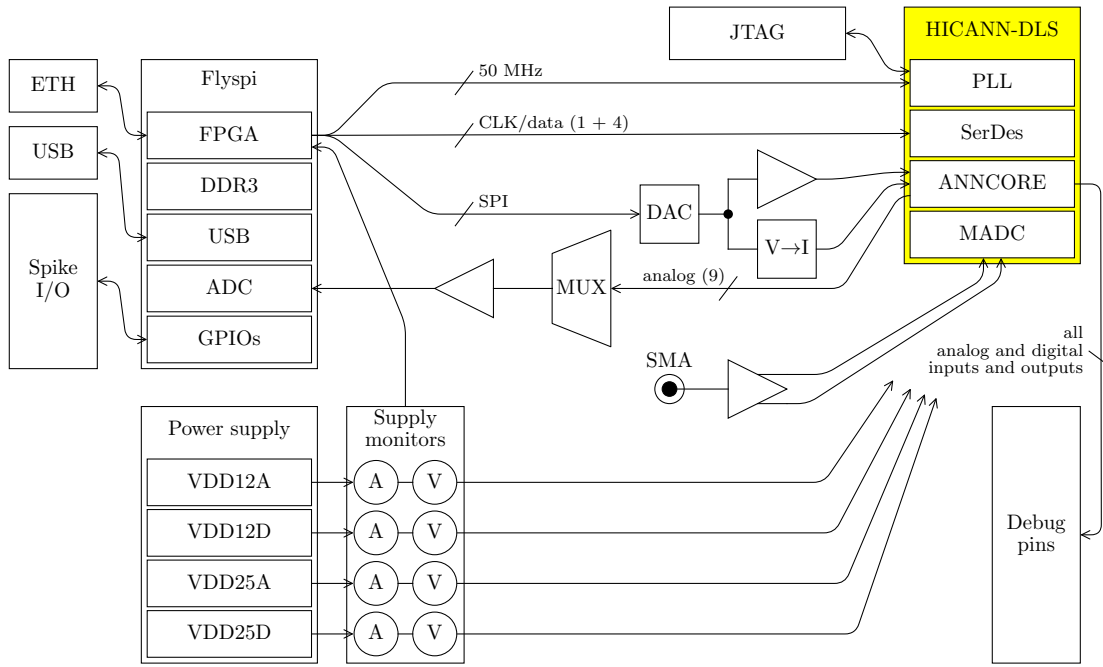 JTAG
HICANN-DLS
PLL
SerDes
ANNCORE
MADC
ETH
USB
Spike
I/O
Flyspi
FPGA
DDR3
USB
ADC
GPIOs
50 MHz
CLK/data (1 + 4)
SPI
DAC
V→I
MUX
analog (9)
SMA
all
analog and digital
inputs and outputs
Power supply
VDD12A
VDD12D
VDD25A
VDD25D
Supply
monitors
A V
A V
A V
A V
Debug
pins